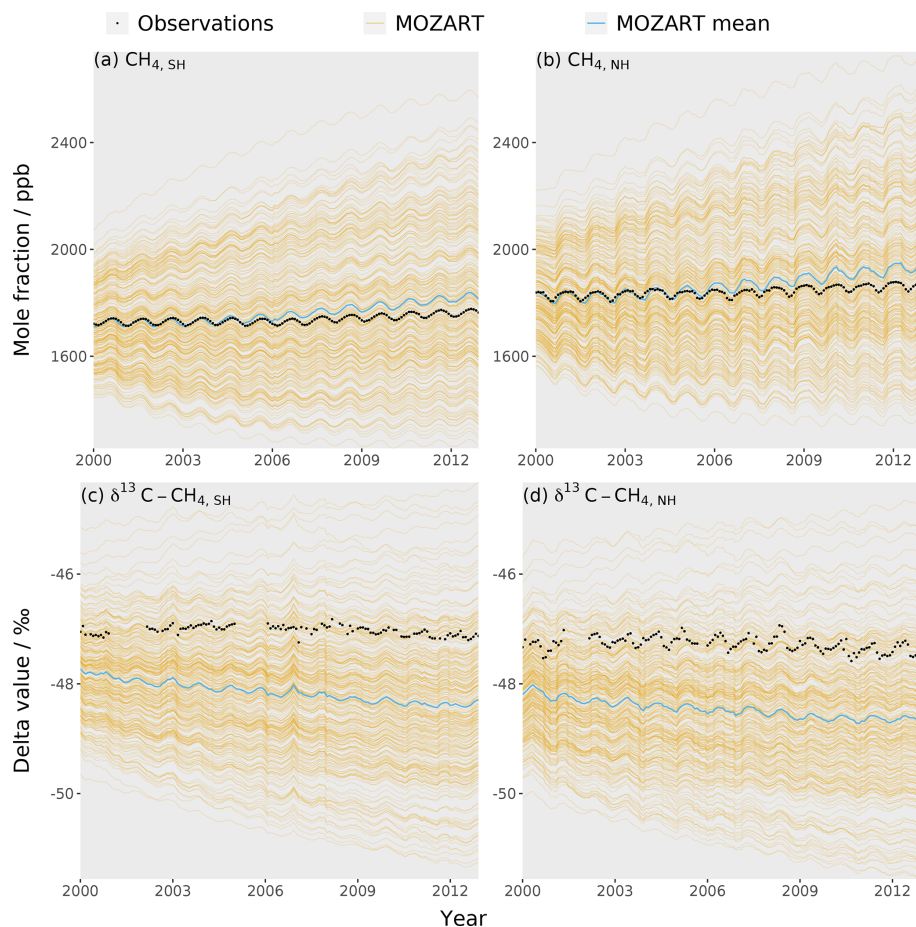 Observations MOZART MOZART mean
(a) CH₄, SH
(b) CH₄, NH
Mole fraction / ppb
2400
2000
1600
2400
2000
1600
2000 2003 2006 2009 2012
2000 2003 2006 2009 2012
(c) δ¹³ C – CH₄, SH
(d) δ¹³ C – CH₄, NH
Delta value / ‰
-46
-48
-50
-46
-48
-50
2000 2003 2006 2009 2012
2000 2003 2006 2009 2012
Year